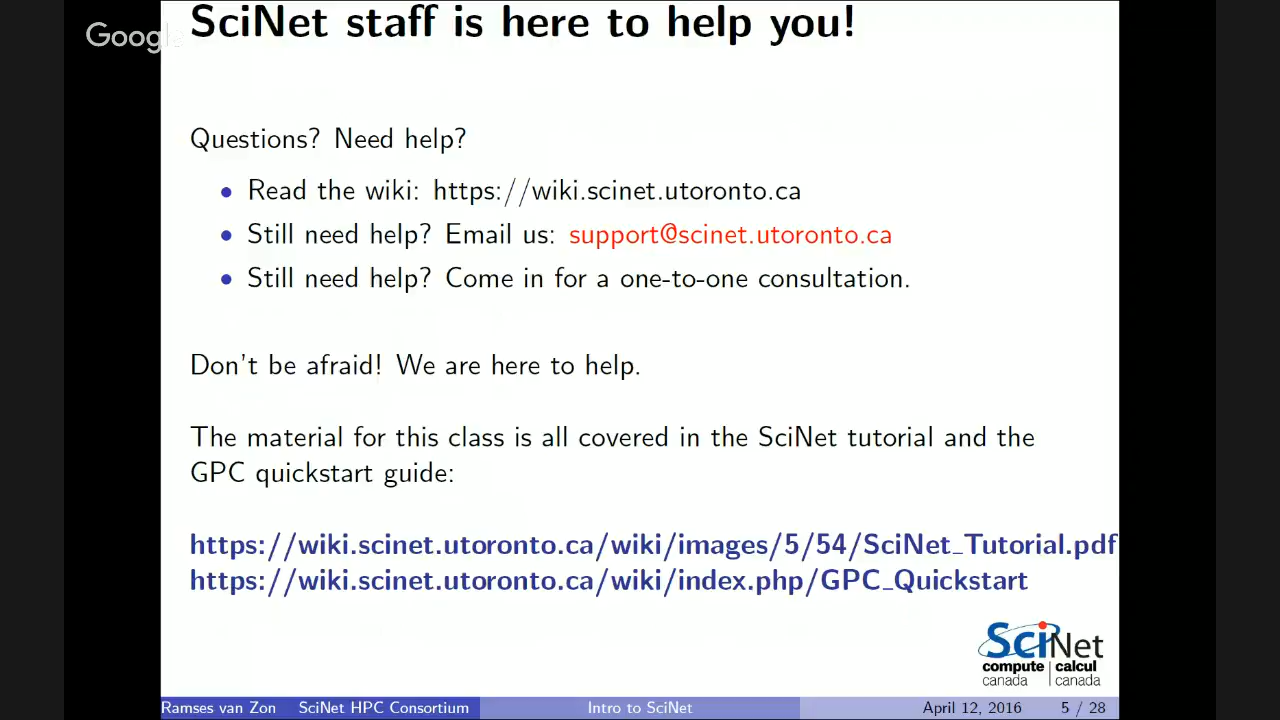 SciNet staff is here to help you!
Google
Questions? Need help?
• Read the wiki: https://wiki.scinet.utoronto.ca
• Still need help? Email us: support@scinet.utoronto.ca
• Still need help? Come in for a one-to-one consultation.
Don't be afraid! We are here to help.
The material for this class is all covered in the SciNet tutorial and the
GPC quickstart guide:
https://wiki.scinet.utoronto.ca/wiki/images/5/54/SciNet_Tutorial.pdf
https://wiki.scinet.utoronto.ca/wiki/index.php/GPC_Quickstart
SciNet
compute | calcul
canada | canada
Ramses van Zon SciNet HPC Consortium Intro to SciNet April 12, 2016 5 / 28